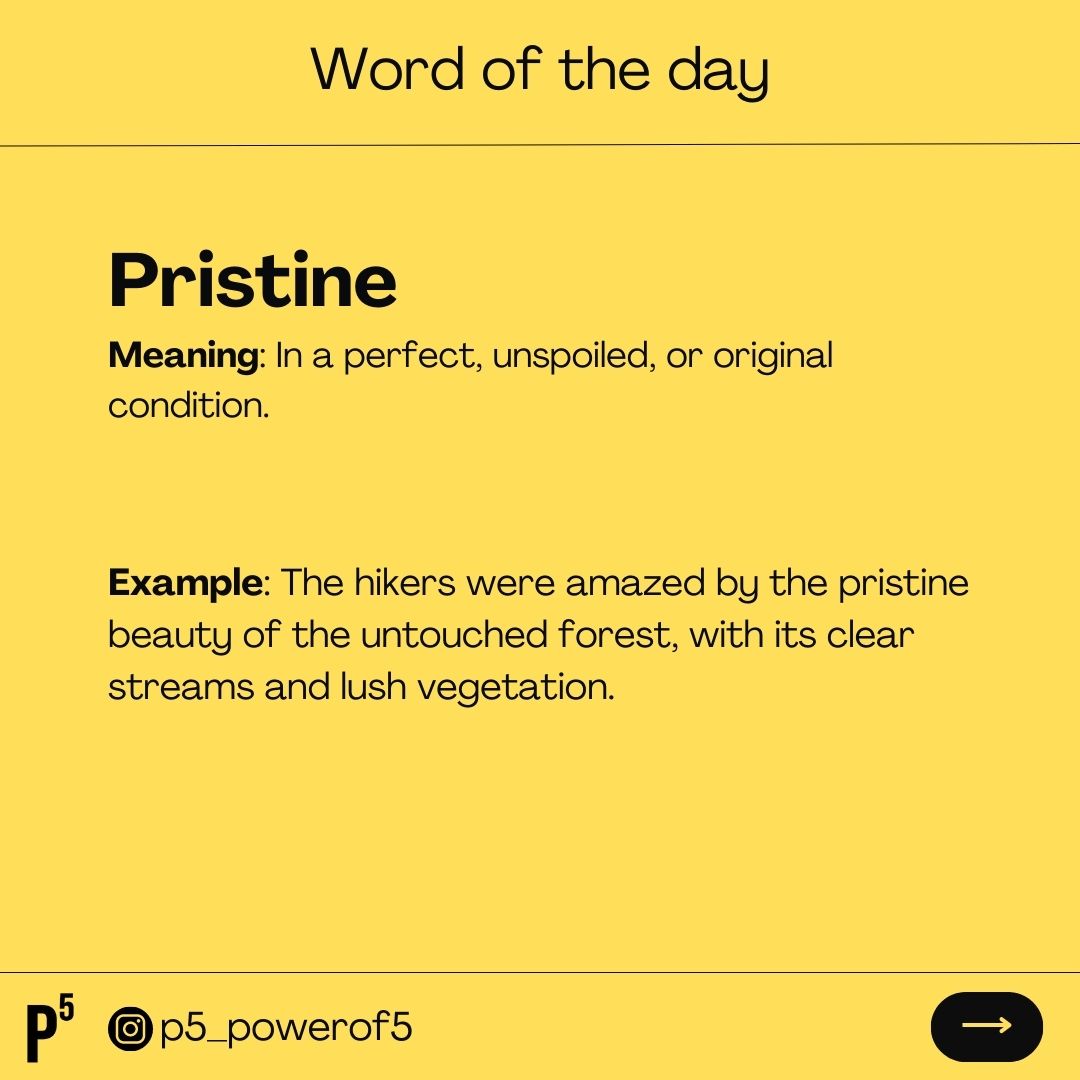 Word of the day
Pristine
Meaning: In a perfect, unspoiled, or original
condition.
Example: The hikers were amazed by the pristine
beauty of the untouched forest, with its clear
streams and lush vegetation.
P⁵ p5_powerof5